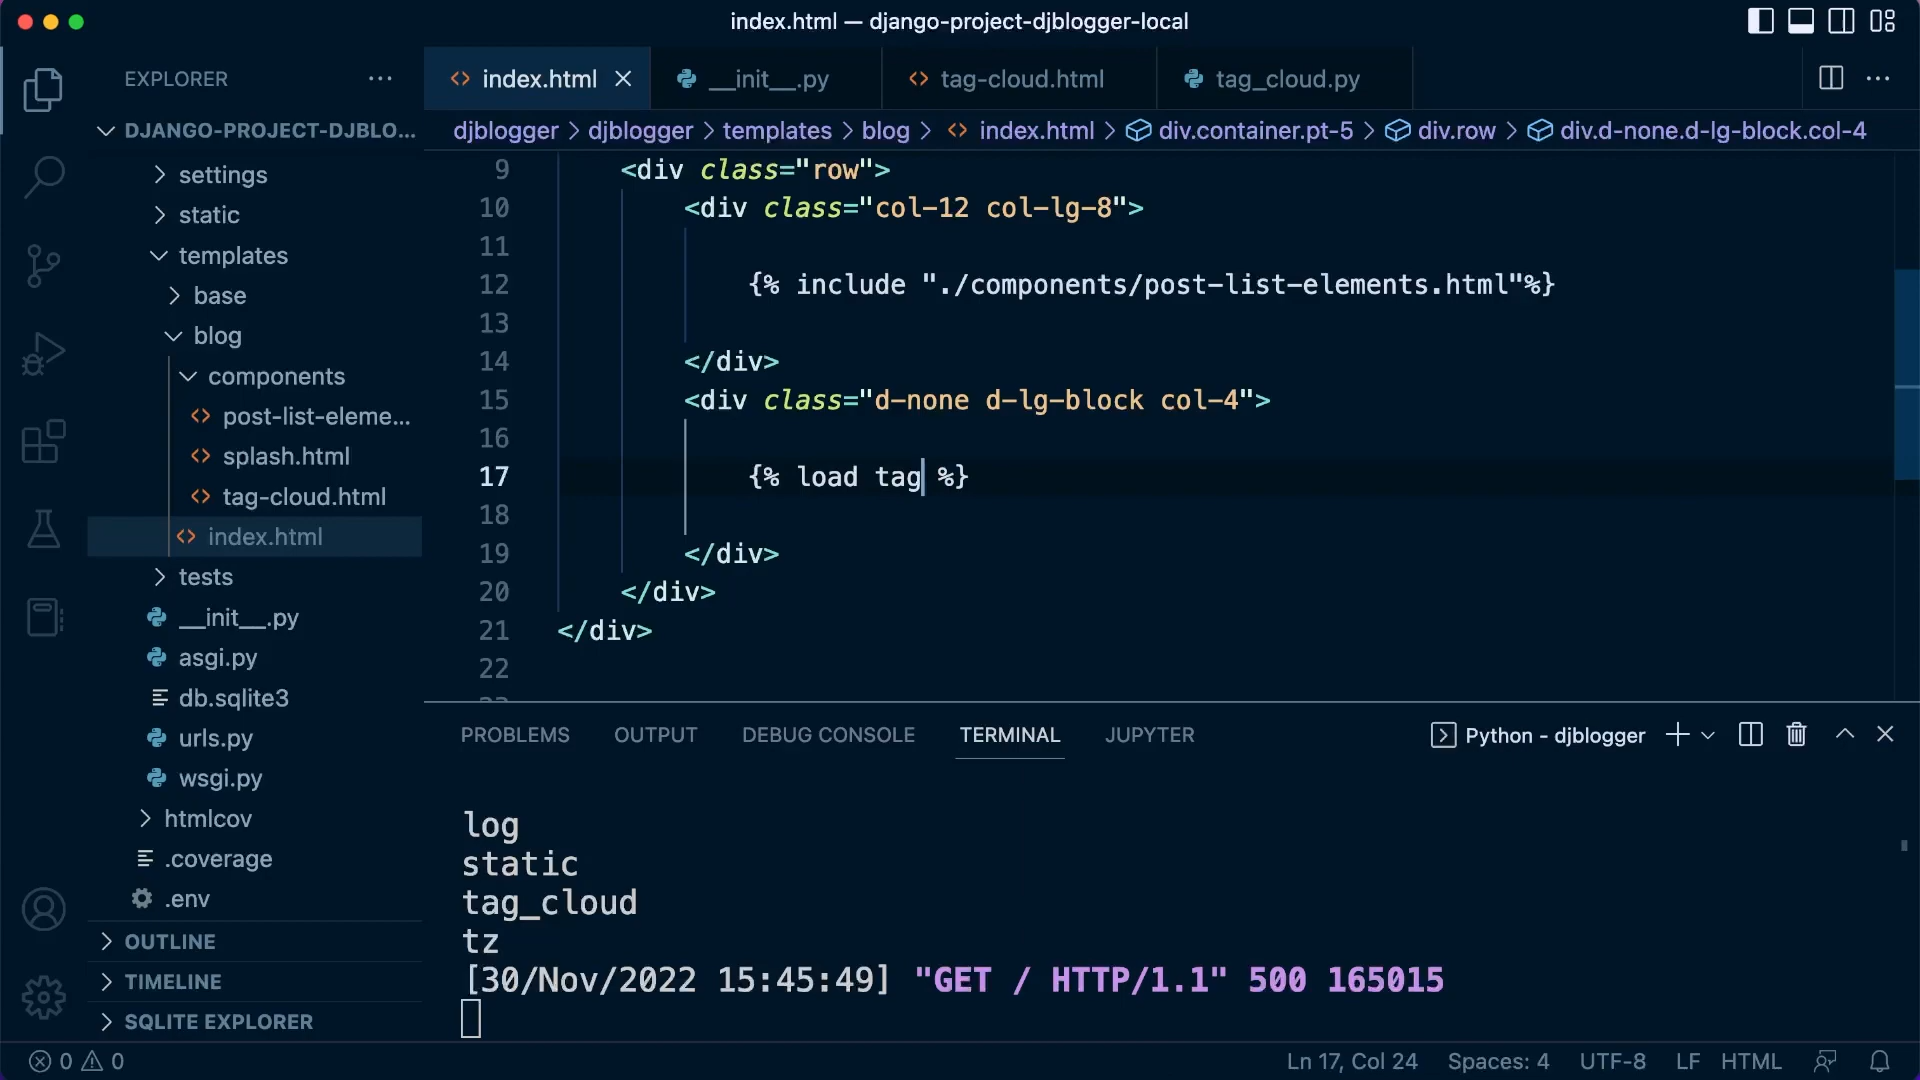 index.html — django-project-djblogger-local
EXPLORER
index.html
__init__.py
tag-cloud.html
tag_cloud.py
DJANGO-PROJECT-DJBLO...
djblogger > djblogger > templates > blog > index.html > div.container.pt-5 > div.row > div.d-none.d-lg-block.col-4
settings
static
templates
base
blog
components
post-list-eleme...
splash.html
tag-cloud.html
index.html
tests
__init__.py
asgi.py
db.sqlite3
urls.py
wsgi.py
htmlcov
.coverage
.env
OUTLINE
TIMELINE
SQLITE EXPLORER
9 <div class="row">
10 <div class="col-12 col-lg-8">
11
12 {% include "./components/post-list-elements.html"%}
13
14 </div>
15 <div class="d-none d-lg-block col-4">
16
17 {% load tag %}
18
19 </div>
20 </div>
21 </div>
22
PROBLEMS OUTPUT DEBUG CONSOLE TERMINAL JUPYTER Python - djblogger
log
static
tag_cloud
tz
[30/Nov/2022 15:45:49] "GET / HTTP/1.1" 500 165015
0 0 Ln 17, Col 24 Spaces: 4 UTF-8 LF HTML